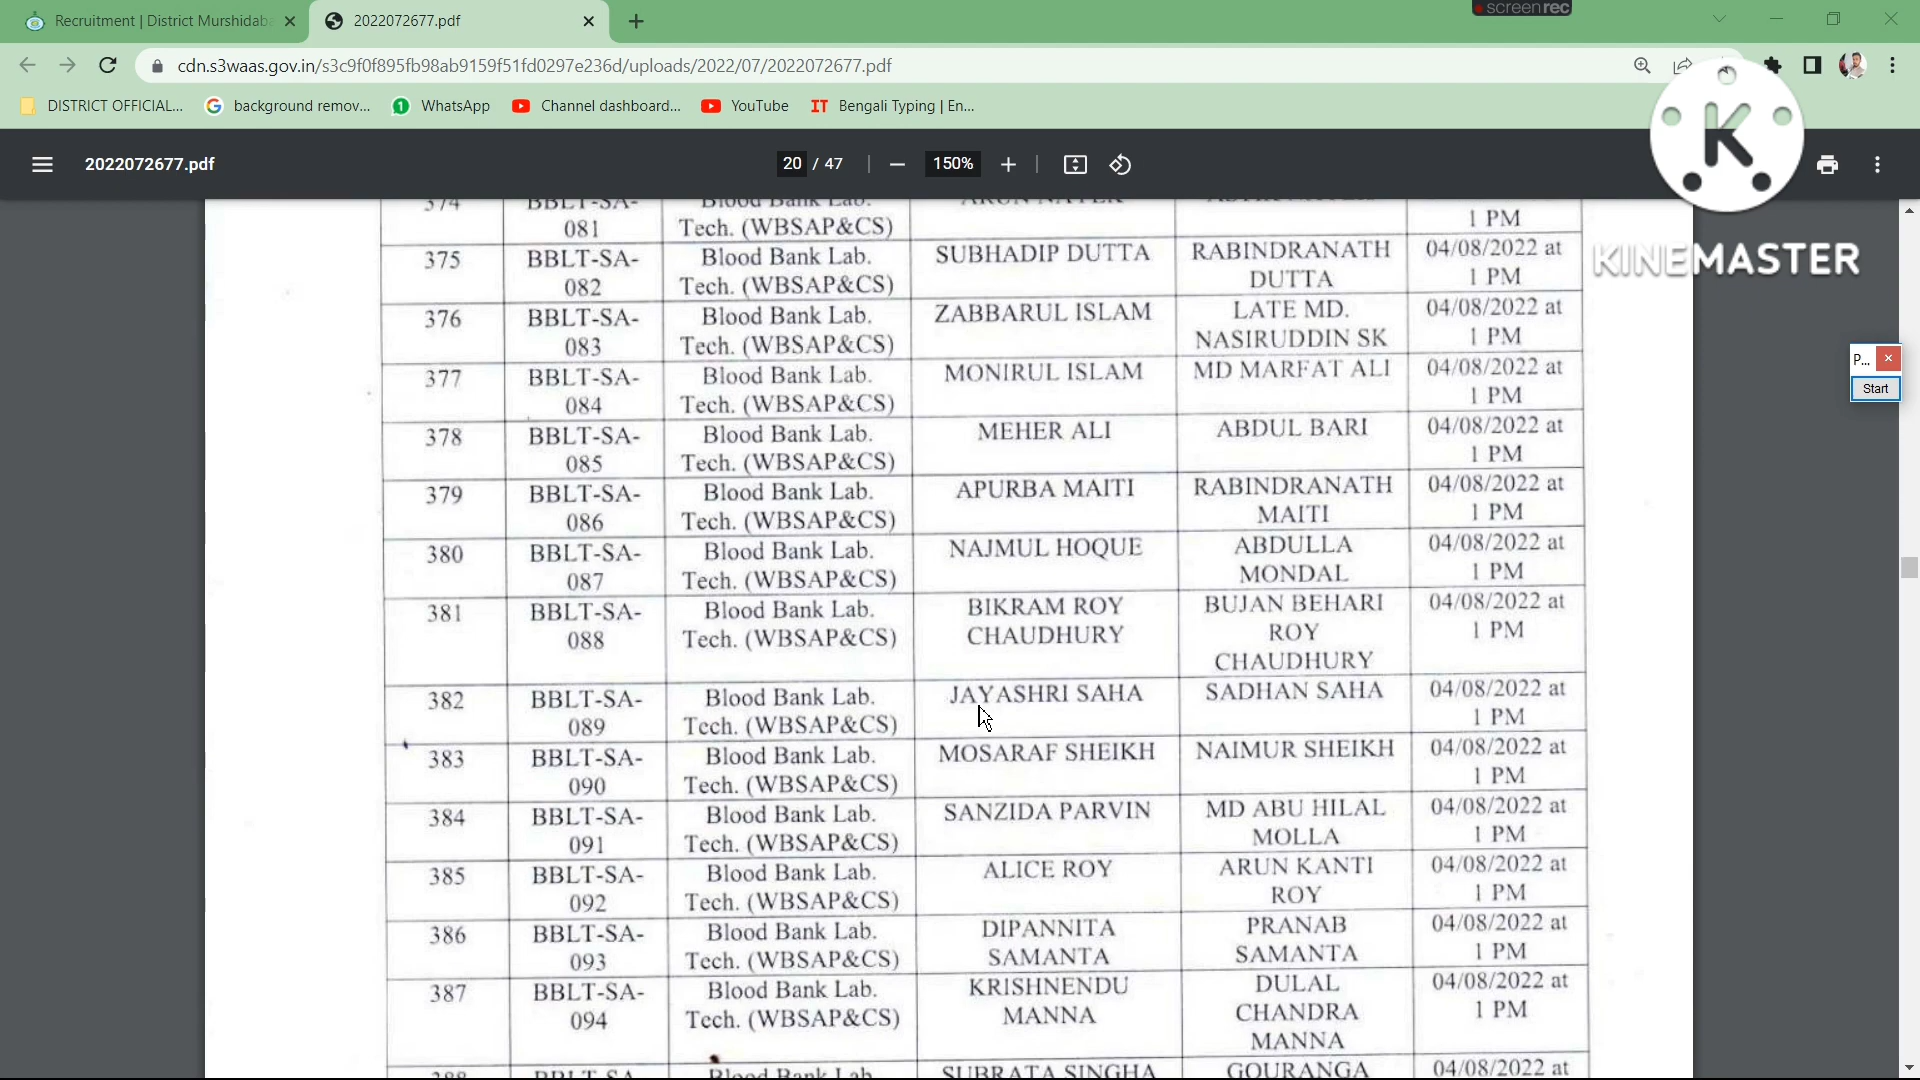 screenrec
Recruitment | District Murshidaba
2022072677.pdf
cdn.s3waas.gov.in/s3c9f0f895fb98ab9159f51fd0297e236d/uploads/2022/07/2022072677.pdf
DISTRICT OFFICIAL... background remov... WhatsApp Channel dashboard... YouTube IT Bengali Typing | En...
2022072677.pdf 20 / 47 150%
K
KINEMASTER
P...
Start
374 BBLT-SA- Blood Bank Lab.
081 Tech. (WBSAP&CS) 1 PM
375 BBLT-SA- Blood Bank Lab. SUBHADIP DUTTA RABINDRANATH 04/08/2022 at
082 Tech. (WBSAP&CS) DUTTA 1 PM
376 BBLT-SA- Blood Bank Lab. ZABBARUL ISLAM LATE MD. 04/08/2022 at
083 Tech. (WBSAP&CS) NASIRUDDIN SK 1 PM
377 BBLT-SA- Blood Bank Lab. MONIRUL ISLAM MD MARFAT ALI 04/08/2022 at
084 Tech. (WBSAP&CS) 1 PM
378 BBLT-SA- Blood Bank Lab. MEHER ALI ABDUL BARI 04/08/2022 at
085 Tech. (WBSAP&CS) 1 PM
379 BBLT-SA- Blood Bank Lab. APURBA MAITI RABINDRANATH 04/08/2022 at
086 Tech. (WBSAP&CS) MAITI 1 PM
380 BBLT-SA- Blood Bank Lab. NAJMUL HOQUE ABDULLA 04/08/2022 at
087 Tech. (WBSAP&CS) MONDAL 1 PM
381 BBLT-SA- Blood Bank Lab. BIKRAM ROY BUJAN BEHARI 04/08/2022 at
088 Tech. (WBSAP&CS) CHAUDHURY ROY 1 PM
CHAUDHURY
382 BBLT-SA- Blood Bank Lab. JAYASHRI SAHA SADHAN SAHA 04/08/2022 at
089 Tech. (WBSAP&CS) 1 PM
383 BBLT-SA- Blood Bank Lab. MOSARAF SHEIKH NAIMUR SHEIKH 04/08/2022 at
090 Tech. (WBSAP&CS) 1 PM
384 BBLT-SA- Blood Bank Lab. SANZIDA PARVIN MD ABU HILAL 04/08/2022 at
091 Tech. (WBSAP&CS) MOLLA 1 PM
385 BBLT-SA- Blood Bank Lab. ALICE ROY ARUN KANTI 04/08/2022 at
092 Tech. (WBSAP&CS) ROY 1 PM
386 BBLT-SA- Blood Bank Lab. DIPANNITA PRANAB 04/08/2022 at
093 Tech. (WBSAP&CS) SAMANTA SAMANTA 1 PM
387 BBLT-SA- Blood Bank Lab. KRISHNENDU DULAL 04/08/2022 at
094 Tech. (WBSAP&CS) MANNA CHANDRA 1 PM
MANNA
388 BBLT-SA- Blood Bank Lab. SUBRATA SINGHA GOURANGA 04/08/2022 at